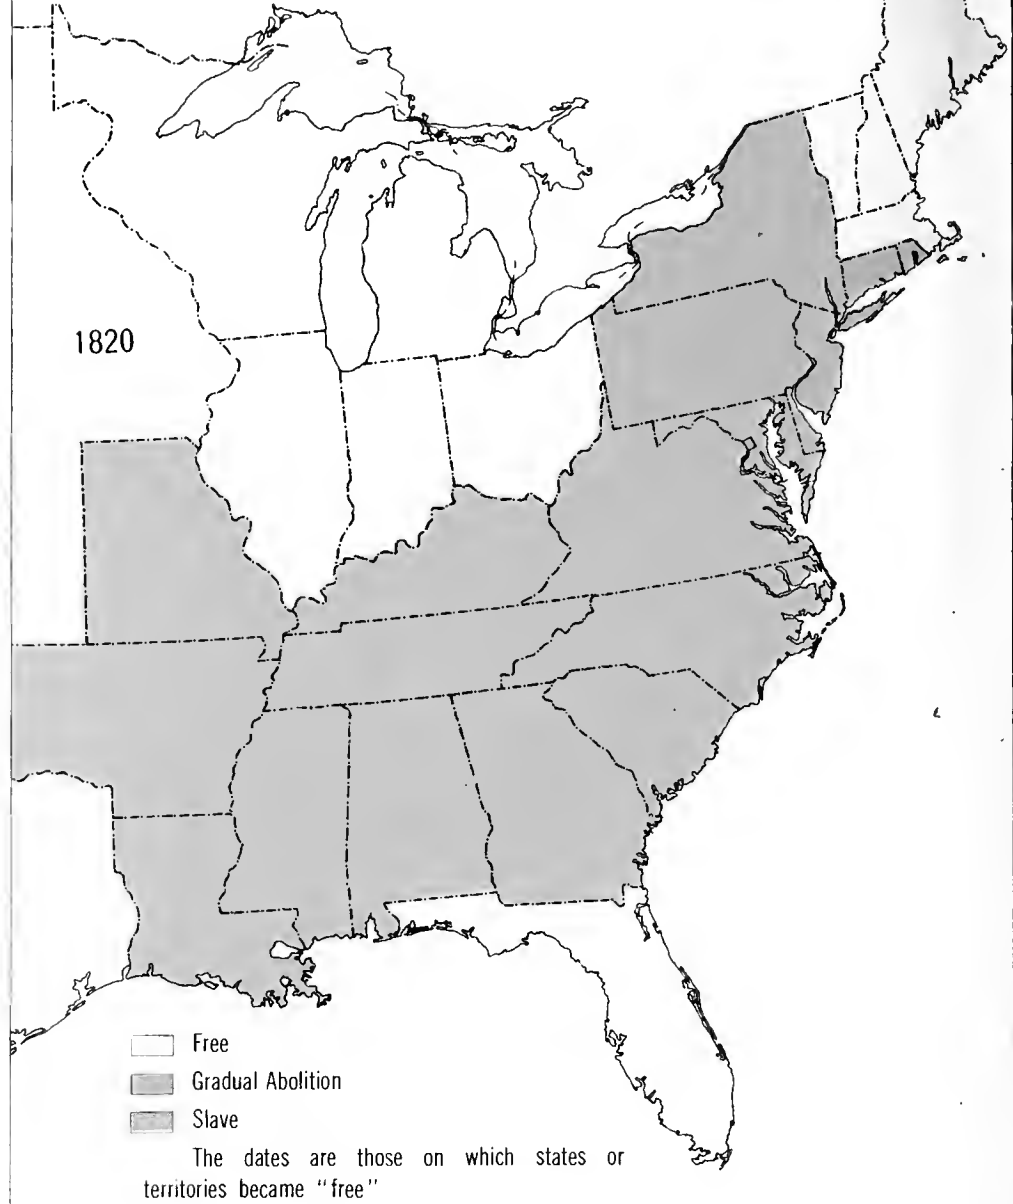 1820
Free
Gradual Abolition
Slave
The dates are those on which states or
territories became "free"